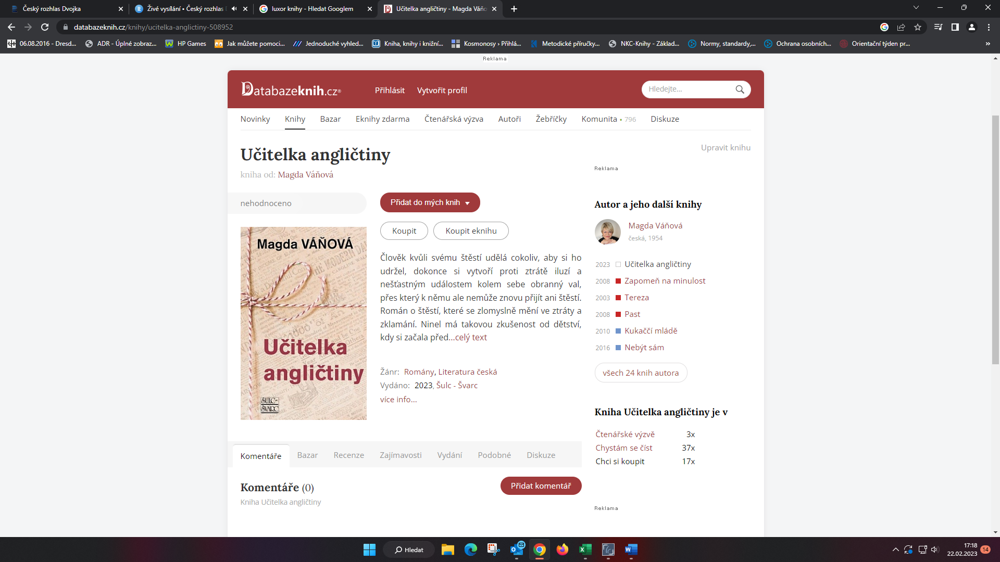 Český rozhlas Dvojka
Živé vysílání • Český rozhlas
luxor knihy - Hledat Googlem
Učitelka angličtiny - Magda Váňo
databazeknih.cz/knihy/ucitelka-anglictiny-508952
06.08.2016 - Dresd...
ADR - Úplné zobraz...
HP Games
Jak můžete pomoci...
Jednoduché vyhled...
Kniha, knihy i knižní...
Kosmonosy › Přihlá...
Metodické příručky...
NKC-Knihy - Základ...
Normy, standardy,...
Ochrana osobních...
Orientační týden pr...
»
Reklama
Databazeknih.cz®
Přihlásit
Vytvořit profil
Hledejte...
Novinky
Knihy
Bazar
Eknihy zdarma
Čtenářská výzva
Autoři
Žebříčky
Komunita • 796
Diskuze
Učitelka angličtiny
Upravit knihu
kniha od: Magda Váňová
Reklama
nehodnoceno
Magda VÁŇOVÁ
Učitelka
angličtiny
ŠULC-
ŠVARC
Přidat do mých knih
Koupit
Koupit eknihu
Člověk kvůli svému štěstí udělá cokoliv, aby si ho
udržel, dokonce si vytvoří proti ztrátě iluzí a
nešťastným událostem kolem sebe obranný val,
přes který k němu ale nemůže znovu přijít ani štěstí.
Román o štěstí, které se zlomyslně mění ve ztráty a
zklamání. Ninel má takovou zkušenost od dětství,
kdy si začala před...celý text
Žánr: Romány, Literatura česká
Vydáno: 2023, Šulc - Švarc
více info...
Autor a jeho další knihy
Magda Váňová
česká, 1954
2023 Učitelka angličtiny
2008 Zapomeň na minulost
2003 Tereza
2008 Past
2010 Kukaččí mládě
2016 Nebýt sám
všech 24 knih autora
Kniha Učitelka angličtiny je v
Čtenářské výzvě 3x
Chystám se číst 37x
Chci si koupit 17x
Komentáře
Bazar
Recenze
Zajímavosti
Vydání
Podobné
Diskuze
Komentáře (0)
Přidat komentář
Kniha Učitelka angličtiny
Reklama
Hledat
17:18
22.02.2023
14